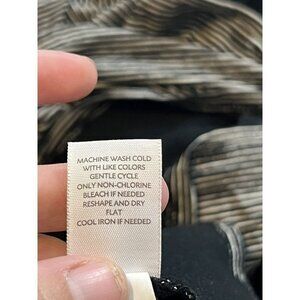 MACHINE WASH COLD
WITH LIKE COLORS
GENTLE CYCLE
ONLY NON-CHLORINE
BLEACH IF NEEDED
RESHAPE AND DRY
FLAT
COOL IRON IF NEEDED